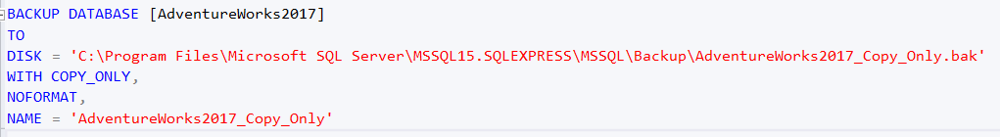 BACKUP DATABASE [AdventureWorks2017]
TO
DISK = 'C:\Program Files\Microsoft SQL Server\MSSQL15.SQLEXPRESS\MSSQL\Backup\AdventureWorks2017_Copy_Only.bak'
WITH COPY_ONLY,
NOFORMAT,
NAME = 'AdventureWorks2017_Copy_Only'